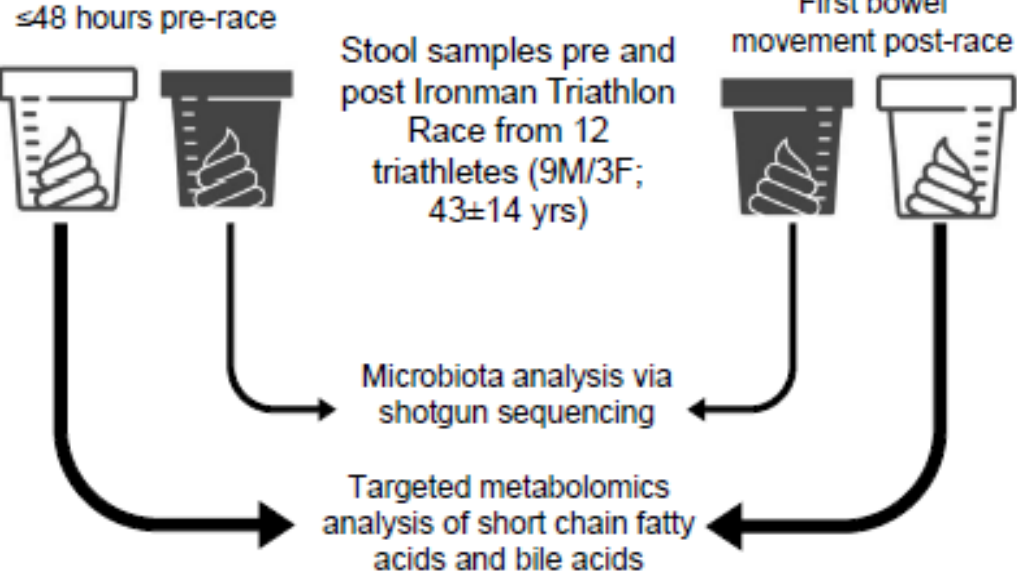 ≤48 hours pre-race
Stool samples pre and
post Ironman Triathlon
Race from 12
triathletes (9M/3F;
43±14 yrs)
First bowel
movement post-race
Microbiota analysis via
shotgun sequencing
Targeted metabolomics
analysis of short chain fatty
acids and bile acids